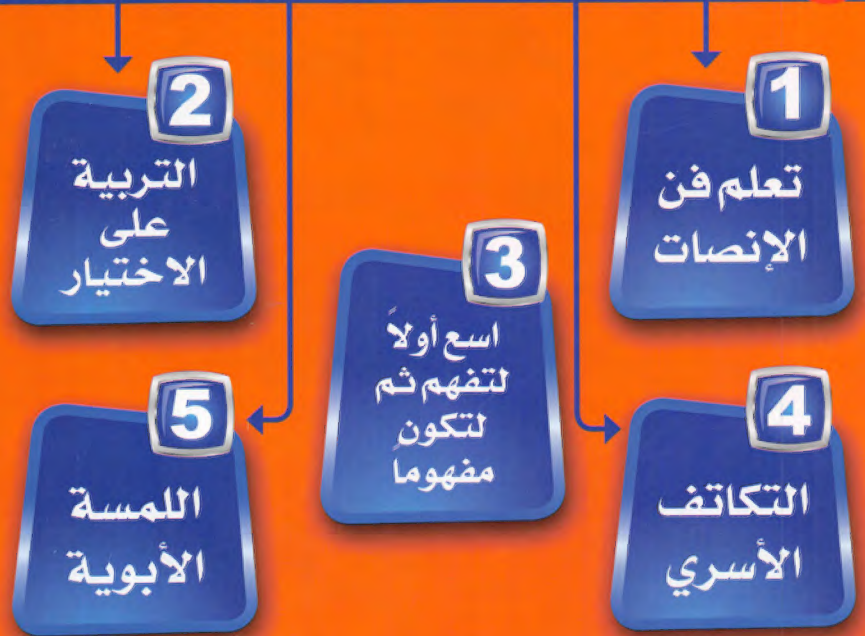 1
تعلم فن
الإنصات
2
التربية
على
الاختيار
3
اسع أولاً
لتفهم ثم
لتكون
مفهوماً
4
التكاتف
الأسري
5
اللمسة
الأبوية